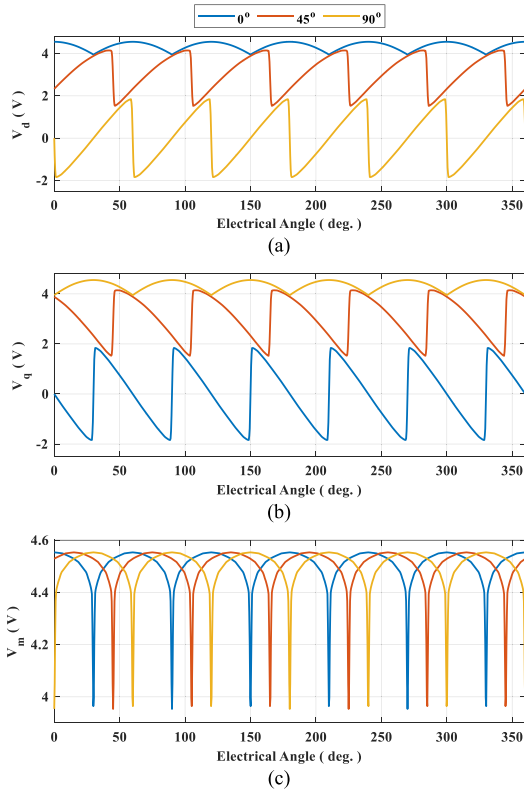 0° 45° 90°
4
2
0
-2
V_d ( V )
0 50 100 150 200 250 300 350
Electrical Angle ( deg. )
(a)
4
2
0
-2
V_q ( V )
0 50 100 150 200 250 300 350
Electrical Angle ( deg. )
(b)
4.6
4.4
4.2
4
V_m ( V )
0 50 100 150 200 250 300 350
Electrical Angle ( deg. )
(c)